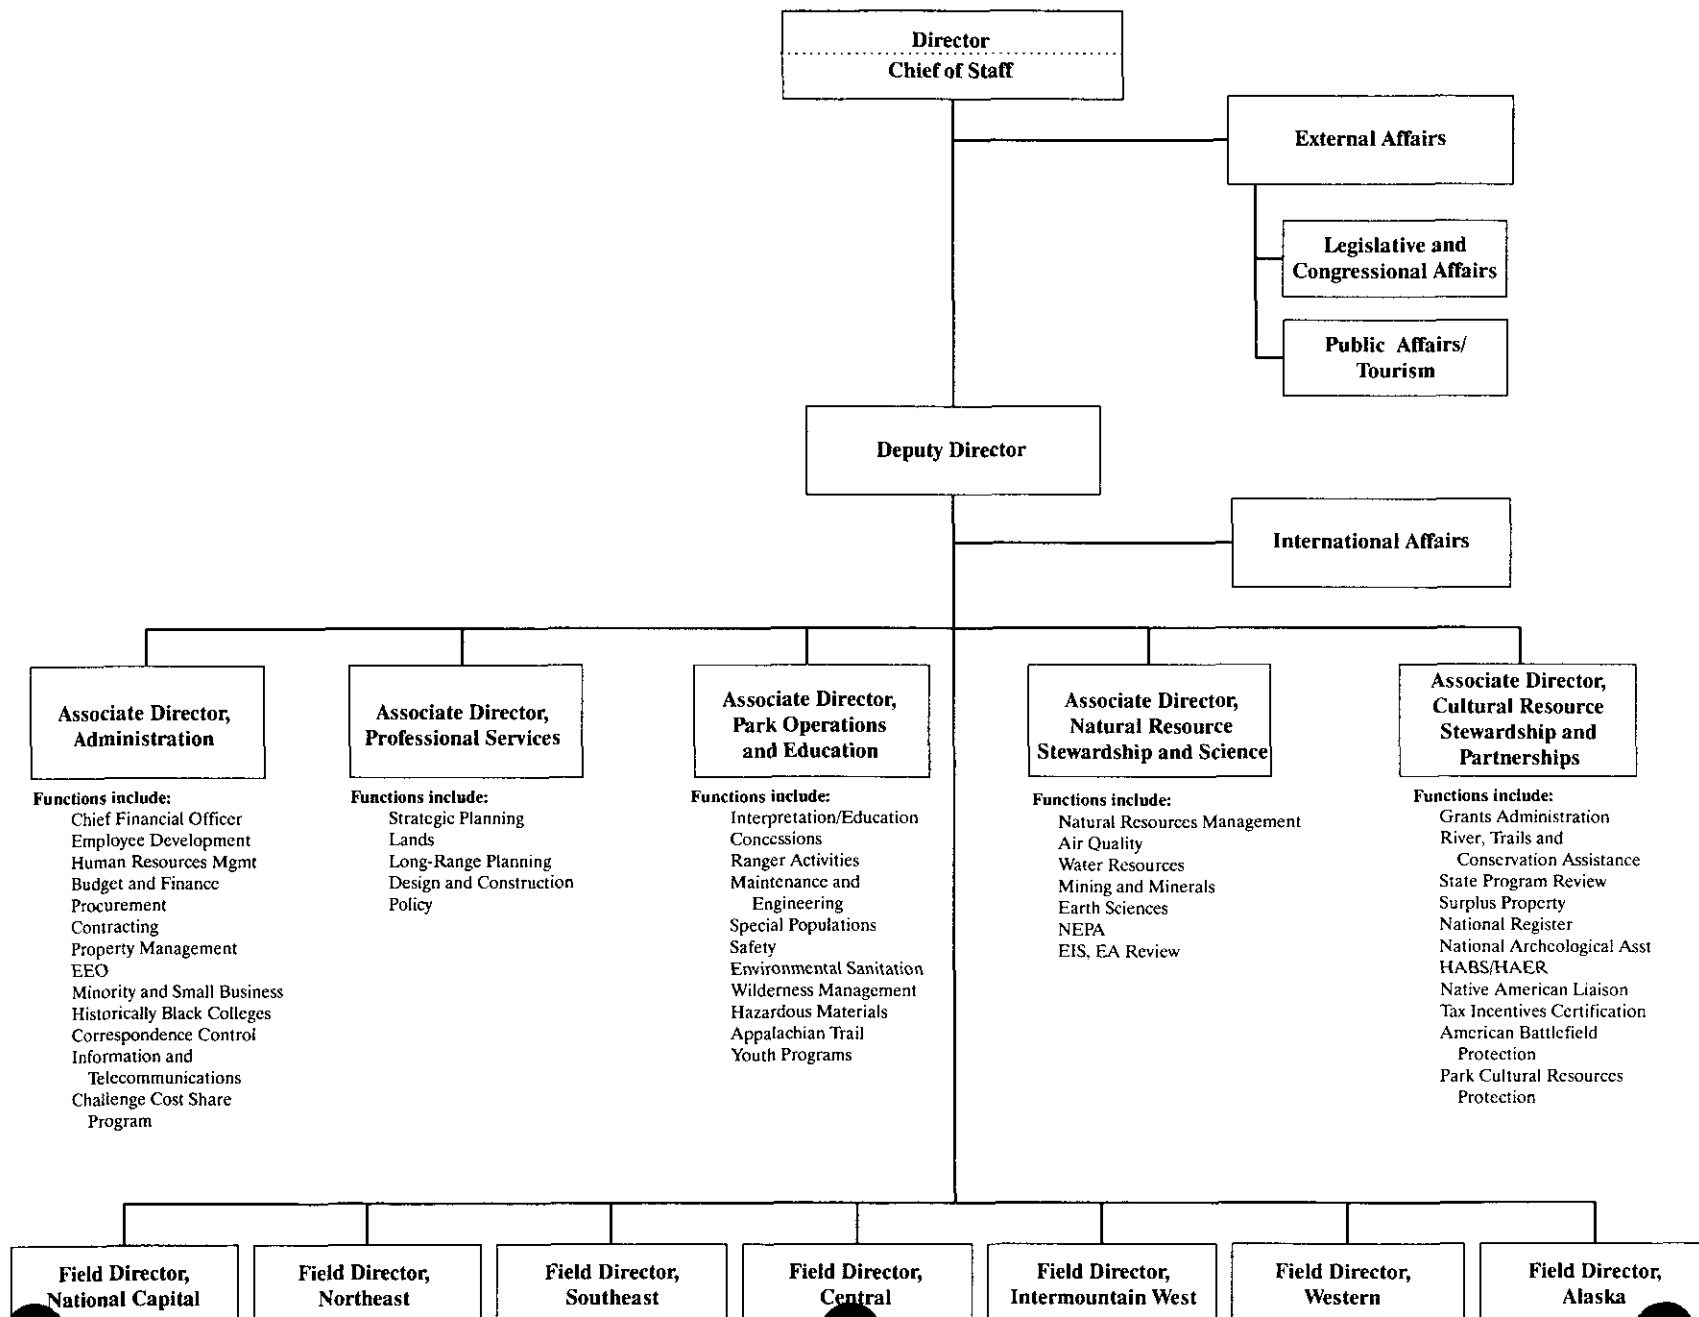 Director
Chief of Staff
External Affairs
Legislative and
Congressional Affairs
Public Affairs/
Tourism
Deputy Director
International Affairs
Associate Director,
Administration
Functions include:
Chief Financial Officer
Employee Development
Human Resources Mgmt
Budget and Finance
Procurement
Contracting
Property Management
EEO
Minority and Small Business
Historically Black Colleges
Correspondence Control
Information and
Telecommunications
Challenge Cost Share
Program
Associate Director,
Professional Services
Functions include:
Strategic Planning
Lands
Long-Range Planning
Design and Construction
Policy
Associate Director,
Park Operations
and Education
Functions include:
Interpretation/Education
Concessions
Ranger Activities
Maintenance and
Engineering
Special Populations
Safety
Environmental Sanitation
Wilderness Management
Hazardous Materials
Appalachian Trail
Youth Programs
Associate Director,
Natural Resource
Stewardship and Science
Functions include:
Natural Resources Management
Air Quality
Water Resources
Mining and Minerals
Earth Sciences
NEPA
EIS, EA Review
Associate Director,
Cultural Resource
Stewardship and
Partnerships
Functions include:
Grants Administration
River, Trails and
Conservation Assistance
State Program Review
Surplus Property
National Register
National Archeological Asst
HABS/HAER
Native American Liaison
Tax Incentives Certification
American Battlefield
Protection
Park Cultural Resources
Protection
Field Director,
National Capital
Field Director,
Northeast
Field Director,
Southeast
Field Director,
Central
Field Director,
Intermountain West
Field Director,
Western
Field Director,
Alaska